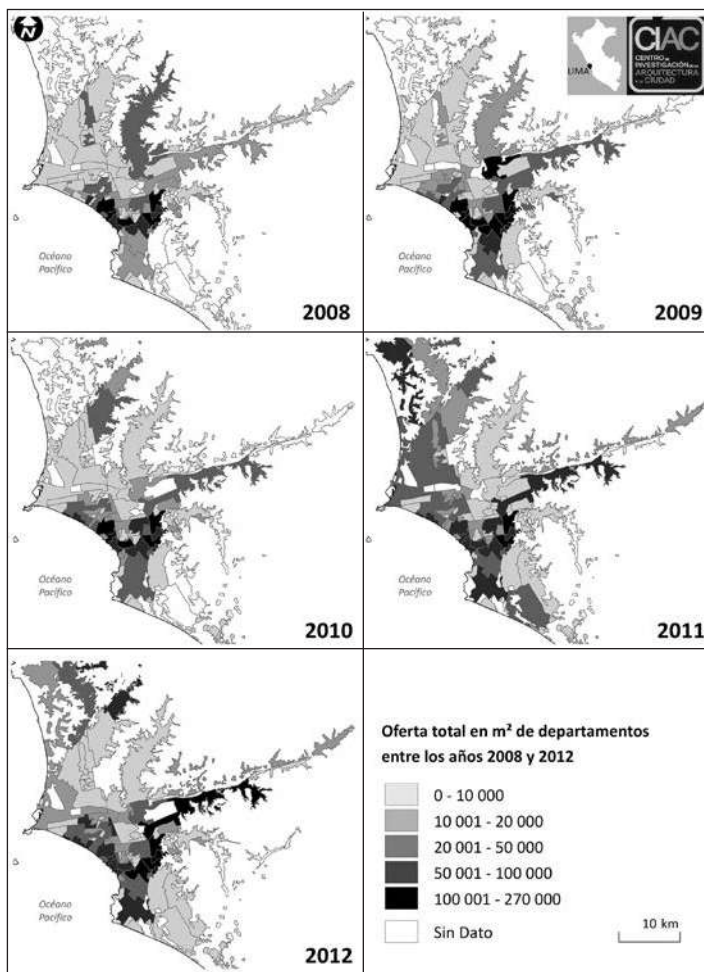 N
CIAC
CENTRO DE
INVESTIGACIÓN DE LA
ARQUITECTURA
Y LA CIUDAD
LIMA
Océano
Pacífico
2008
Océano
Pacífico
2009
Océano
Pacífico
2010
Océano
Pacífico
2011
Océano
Pacífico
2012
Oferta total en m² de departamentos
entre los años 2008 y 2012
0 - 10 000
10 001 - 20 000
20 001 - 50 000
50 001 - 100 000
100 001 - 270 000
Sin Dato
10 km